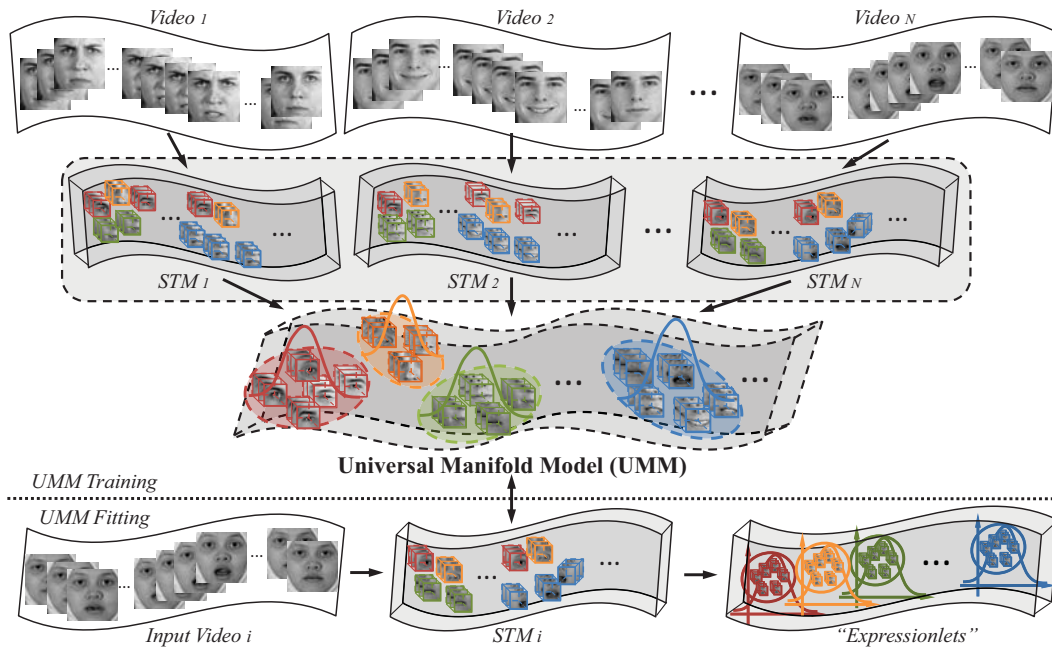 Video 1
Video 2
Video N
STM 1
STM 2
STM N
Universal Manifold Model (UMM)
UMM Training
UMM Fitting
Input Video i
STM i
“Expressionlets”